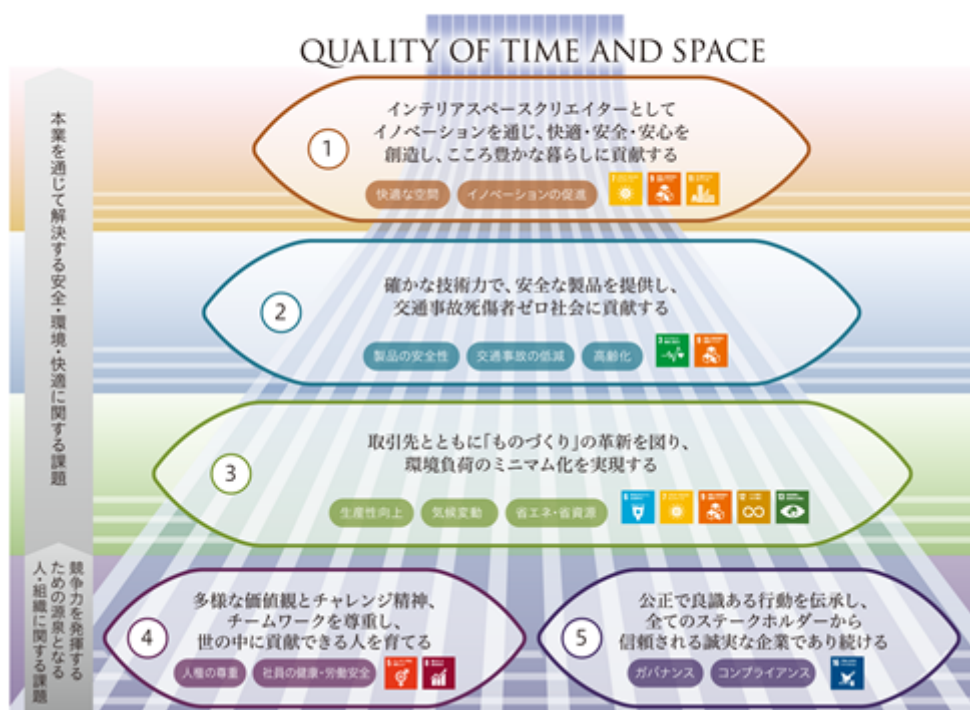 QUALITY OF TIME AND SPACE
本業を通じて解決する安全・環境・快適に関する課題
1
インテリアスペースクリエイターとして
イノベーションを通じ、快適・安全・安心を
創造し、こころ豊かな暮らしに貢献する
快適な空間
イノベーションの促進
2
確かな技術力で、安全な製品を提供し、
交通事故死傷者ゼロ社会に貢献する
製品の安全性
交通事故の低減
高齢化
3
取引先とともに「ものづくり」の革新を図り、
環境負荷のミニマム化を実現する
生産性向上
気候変動
省エネ・省資源
競争力を発揮する
ための源泉となる
人・組織に関する課題
4
多様な価値観とチャレンジ精神、
チームワークを尊重し、
世の中に貢献できる人を育てる
人権の尊重
社員の健康・労働安全
5
公正で良識ある行動を伝承し、
全てのステークホルダーから
信頼される誠実な企業であり続ける
ガバナンス
コンプライアンス